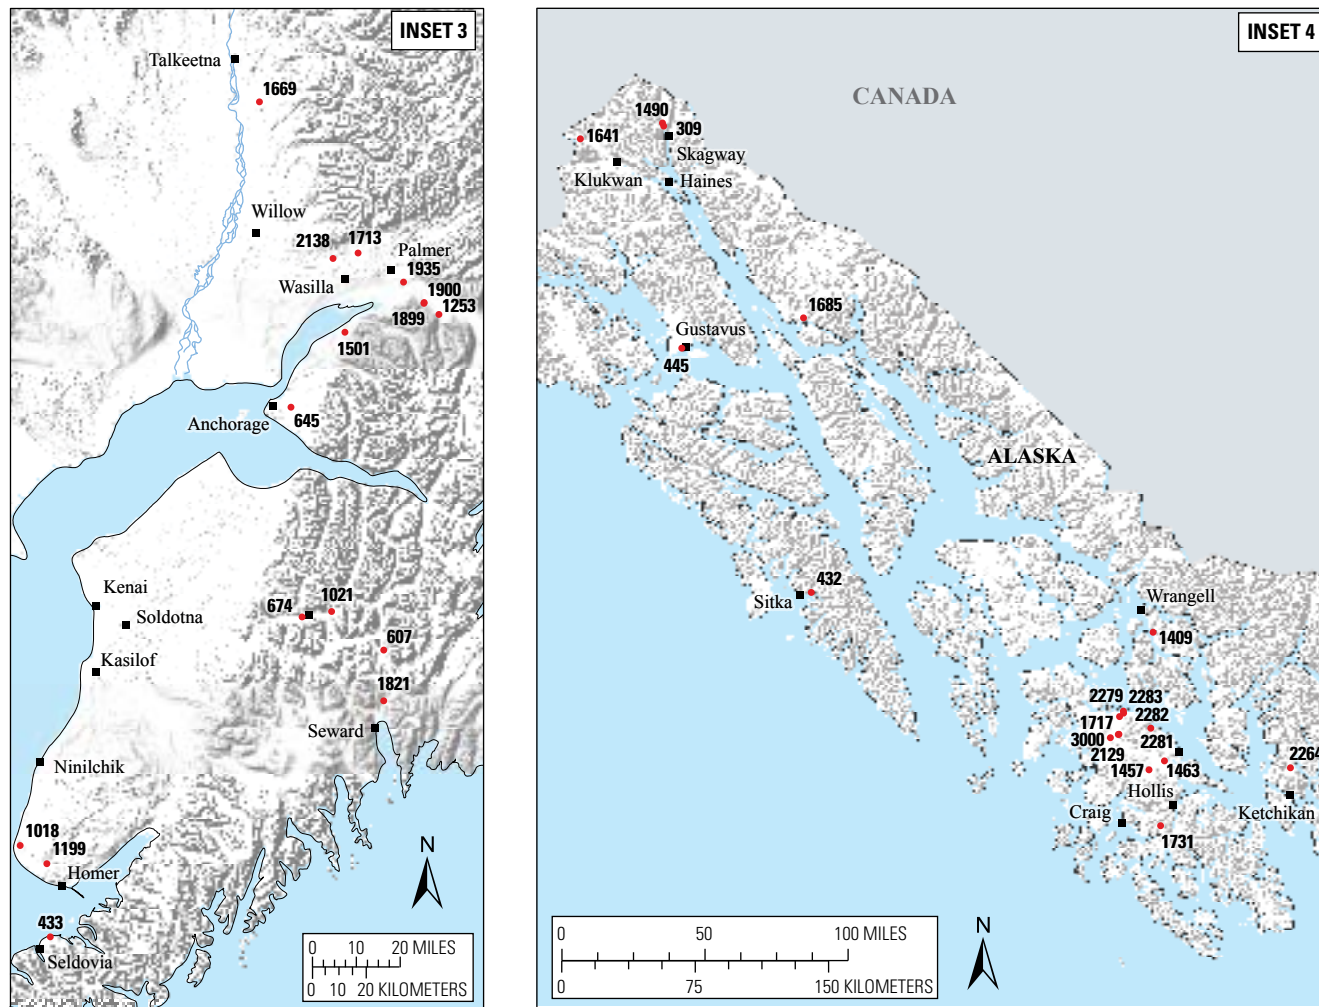 INSET 3
Talkeetna
1669
Willow
2138
1713
Palmer
1935
Wasilla
1900
1899
1253
1501
Anchorage
645
Kenai
Soldotna
674
1021
607
Kasilof
1821
Seward
Ninilchik
1018
1199
Homer
433
Seldovia
N
0 10 20 MILES
0 10 20 KILOMETERS
INSET 4
CANADA
1490
309
1641
Skagway
Klukwan
Haines
1685
Gustavus
445
ALASKA
432
Sitka
Wrangell
1409
2279
2283
1717
2282
3000
2281
2129
1457
1463
2264
Hollis
Craig
Ketchikan
1731
N
0 50 100 MILES
0 75 150 KILOMETERS